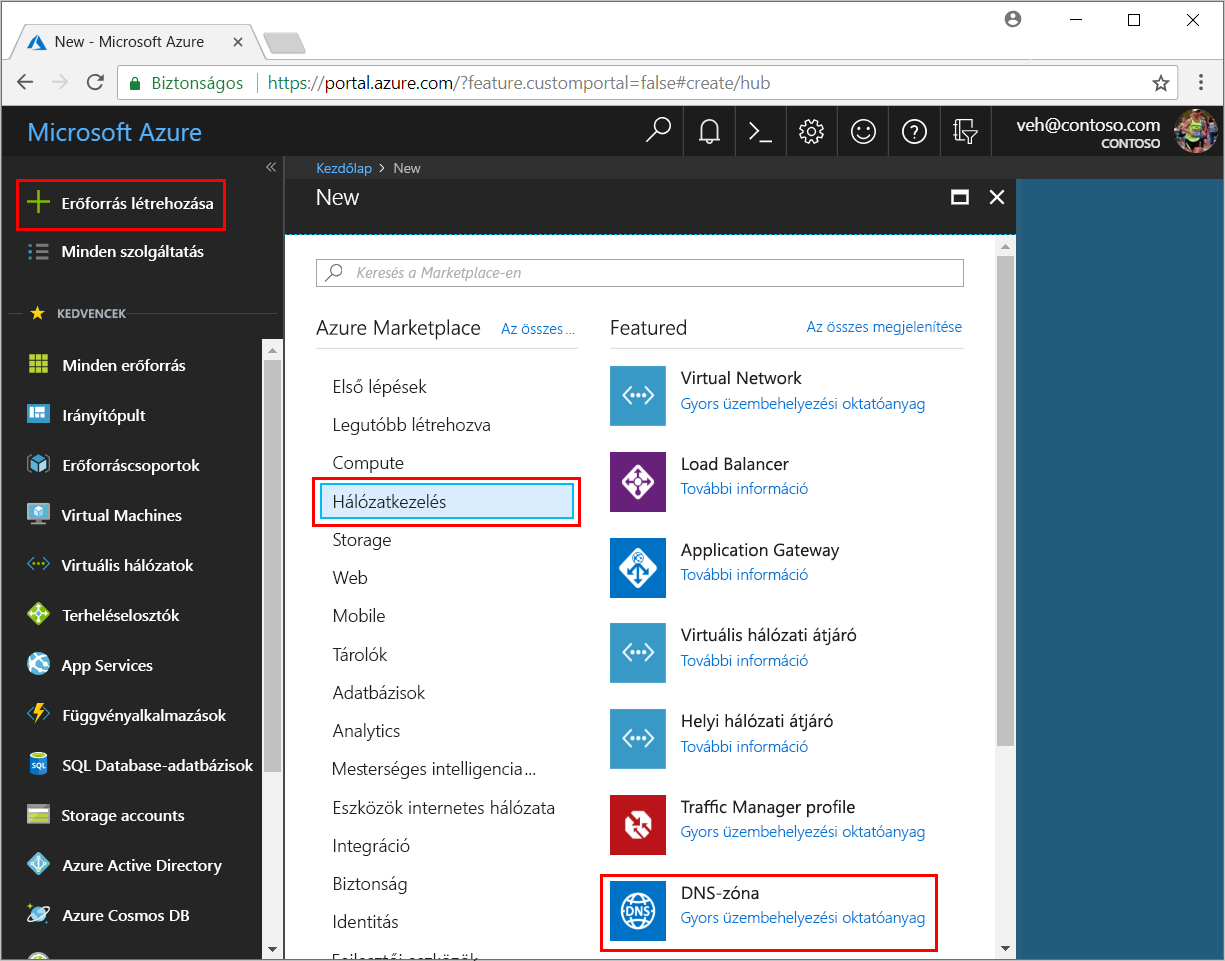 New - Microsoft Azure
Biztonságos
https://portal.azure.com/?feature.customportal=false#create/hub
Microsoft Azure
veh@contoso.com
CONTOSO
Kezdőlap > New
New
Erőforrás létrehozása
Minden szolgáltatás
KEDVENCEK
Minden erőforrás
Irányítópult
Erőforráscsoportok
Virtual Machines
Virtuális hálózatok
Terheléselosztók
App Services
Függvényalkalmazások
SQL Database-adatbázisok
Storage accounts
Azure Active Directory
Azure Cosmos DB
Keresés a Marketplace-en
Azure Marketplace
Az összes ...
Első lépések
Legutóbb létrehozva
Compute
Hálózatkezelés
Storage
Web
Mobile
Tárolók
Adatbázisok
Analytics
Mesterséges intelligencia...
Eszközök internetes hálózata
Integráció
Biztonság
Identitás
Fejlesztői eszközök
Featured
Az összes megjelenítése
Virtual Network
Gyors üzembehelyezési oktatóanyag
Load Balancer
További információ
Application Gateway
További információ
Virtuális hálózati átjáró
További információ
Helyi hálózati átjáró
További információ
Traffic Manager profile
Gyors üzembehelyezési oktatóanyag
DNS
DNS-zóna
Gyors üzembehelyezési oktatóanyag